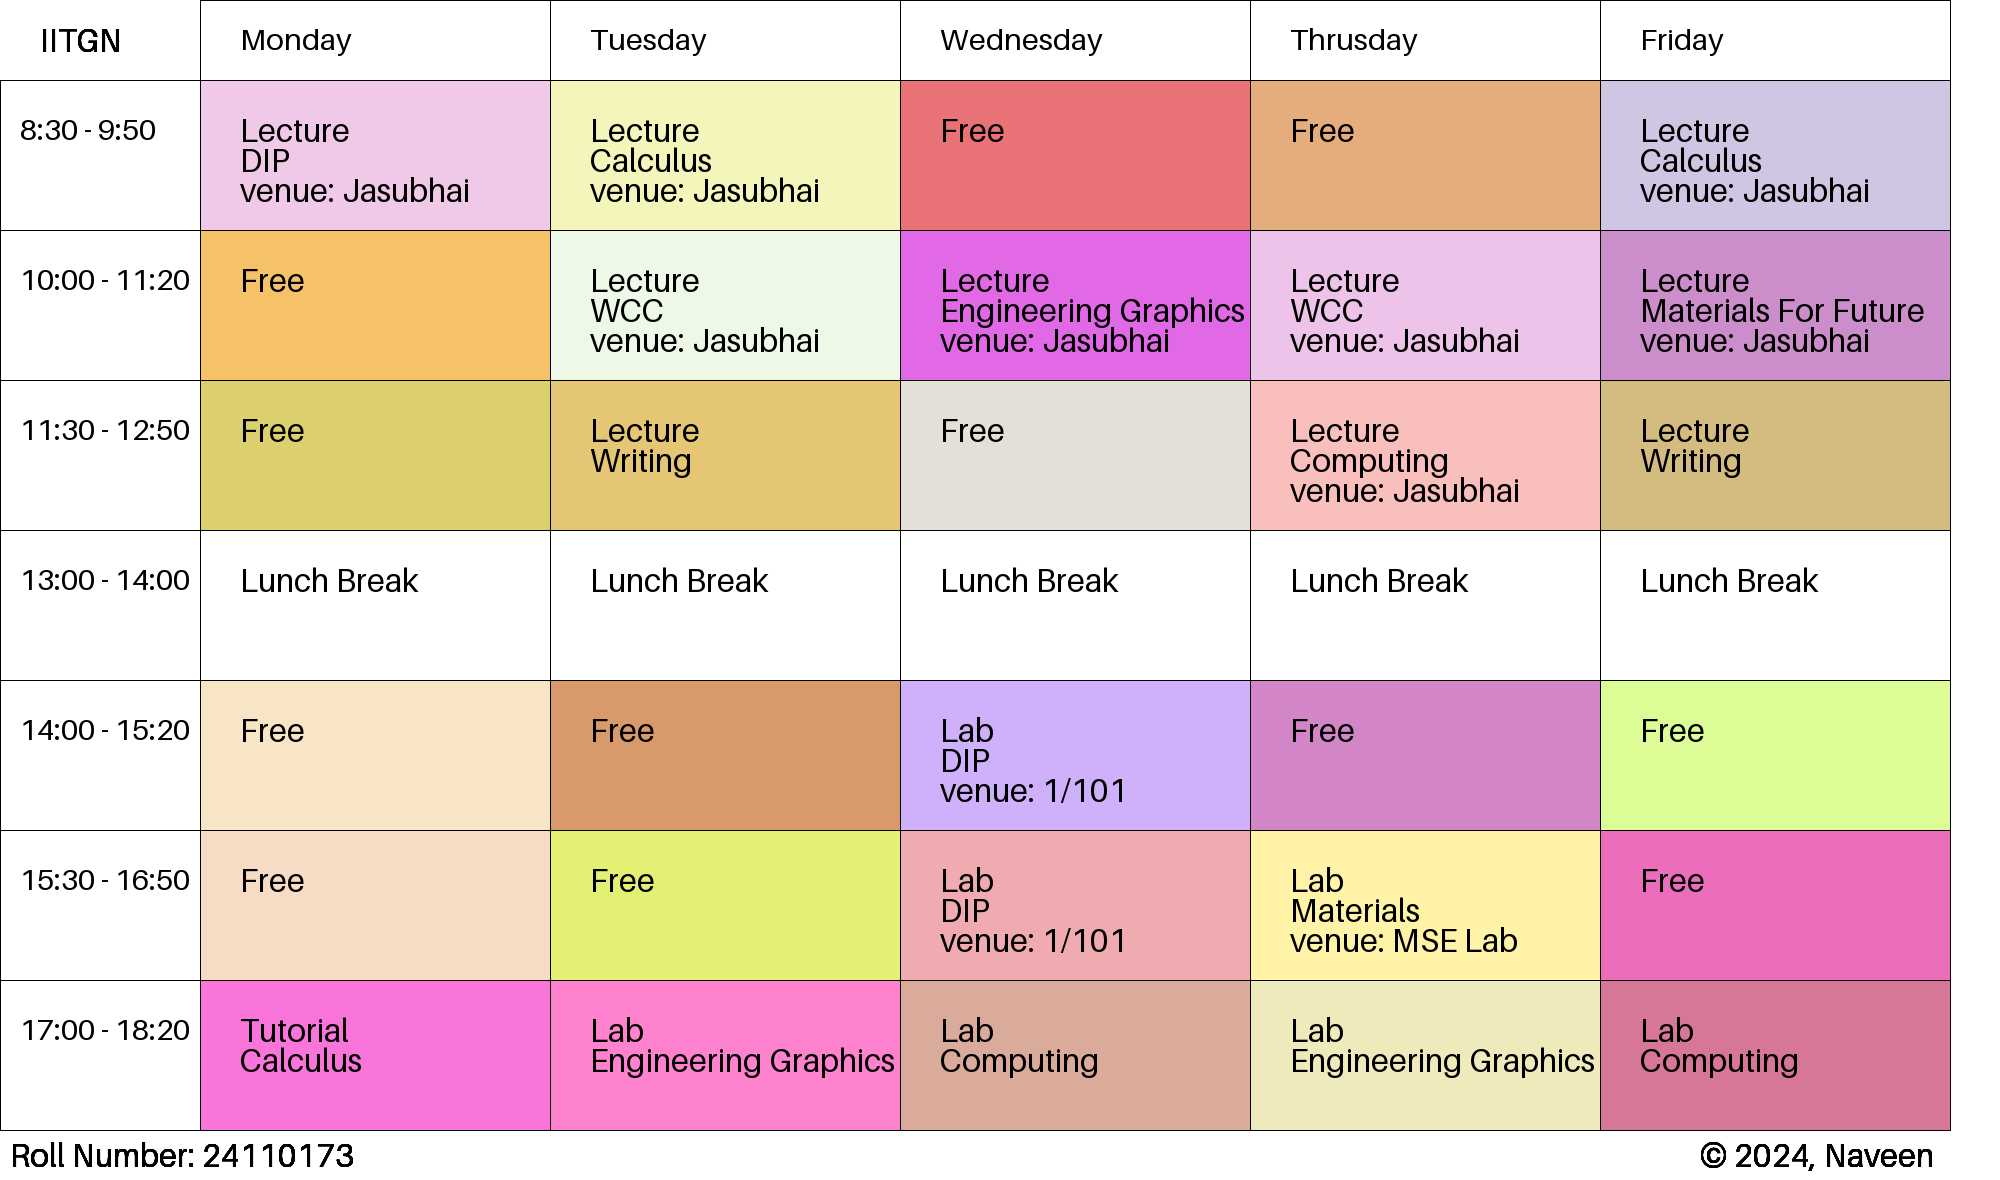 IITGN
Monday
Tuesday
Wednesday
Thrusday
Friday
8:30 - 9:50
Lecture
DIP
venue: Jasubhai
Lecture
Calculus
venue: Jasubhai
Free
Free
Lecture
Calculus
venue: Jasubhai
10:00 - 11:20
Free
Lecture
WCC
venue: Jasubhai
Lecture
Engineering Graphics
venue: Jasubhai
Lecture
WCC
venue: Jasubhai
Lecture
Materials For Future
venue: Jasubhai
11:30 - 12:50
Free
Lecture
Writing
Free
Lecture
Computing
venue: Jasubhai
Lecture
Writing
13:00 - 14:00
Lunch Break
Lunch Break
Lunch Break
Lunch Break
Lunch Break
14:00 - 15:20
Free
Free
Lab
DIP
venue: 1/101
Free
Free
15:30 - 16:50
Free
Free
Lab
DIP
venue: 1/101
Lab
Materials
venue: MSE Lab
Free
17:00 - 18:20
Tutorial
Calculus
Lab
Engineering Graphics
Lab
Computing
Lab
Engineering Graphics
Lab
Computing
Roll Number: 24110173
© 2024, Naveen